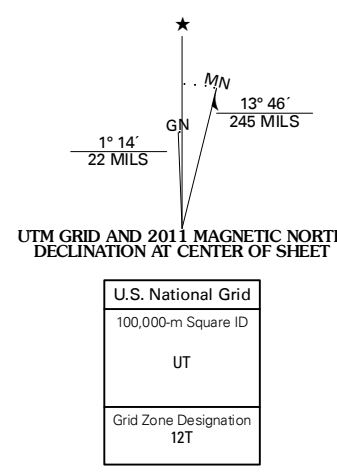 ★
MN
GN
13° 46´
245 MILS
1° 14´
22 MILS
UTM GRID AND 2011 MAGNETIC NORTH
DECLINATION AT CENTER OF SHEET
U.S. National Grid
100,000-m Square ID
UT
Grid Zone Designation
12T